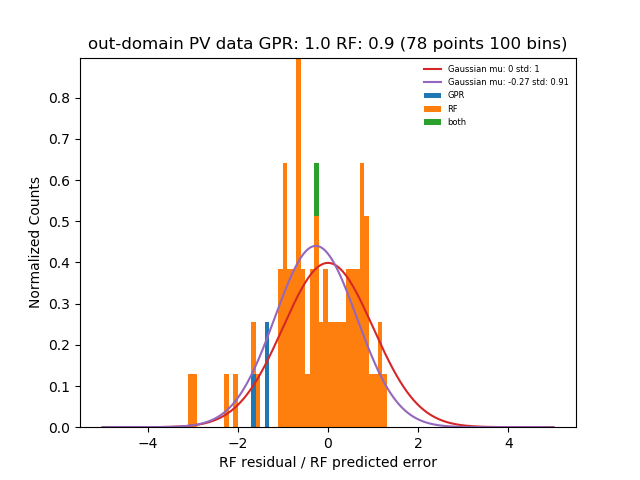 out-domain PV data GPR: 1.0 RF: 0.9 (78 points 100 bins)
Gaussian mu: 0 std: 1
Gaussian mu: -0.27 std: 0.91
GPR
RF
both
Normalized Counts
0.8
0.7
0.6
0.5
0.4
0.3
0.2
0.1
0.0
−4
−2
0
2
4
RF residual / RF predicted error